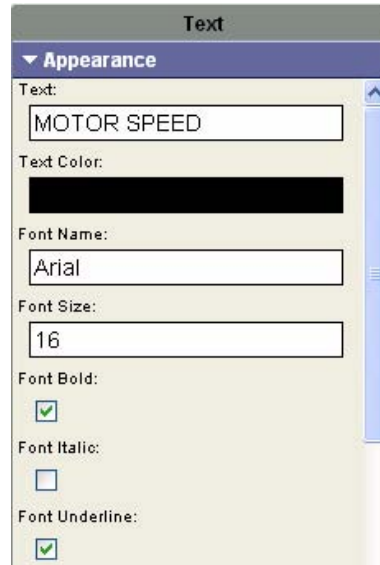 Text
Appearance
Text:
MOTOR SPEED
Text Color:
Font Name:
Arial
Font Size:
16
Font Bold:
Font Italic:
Font Underline: